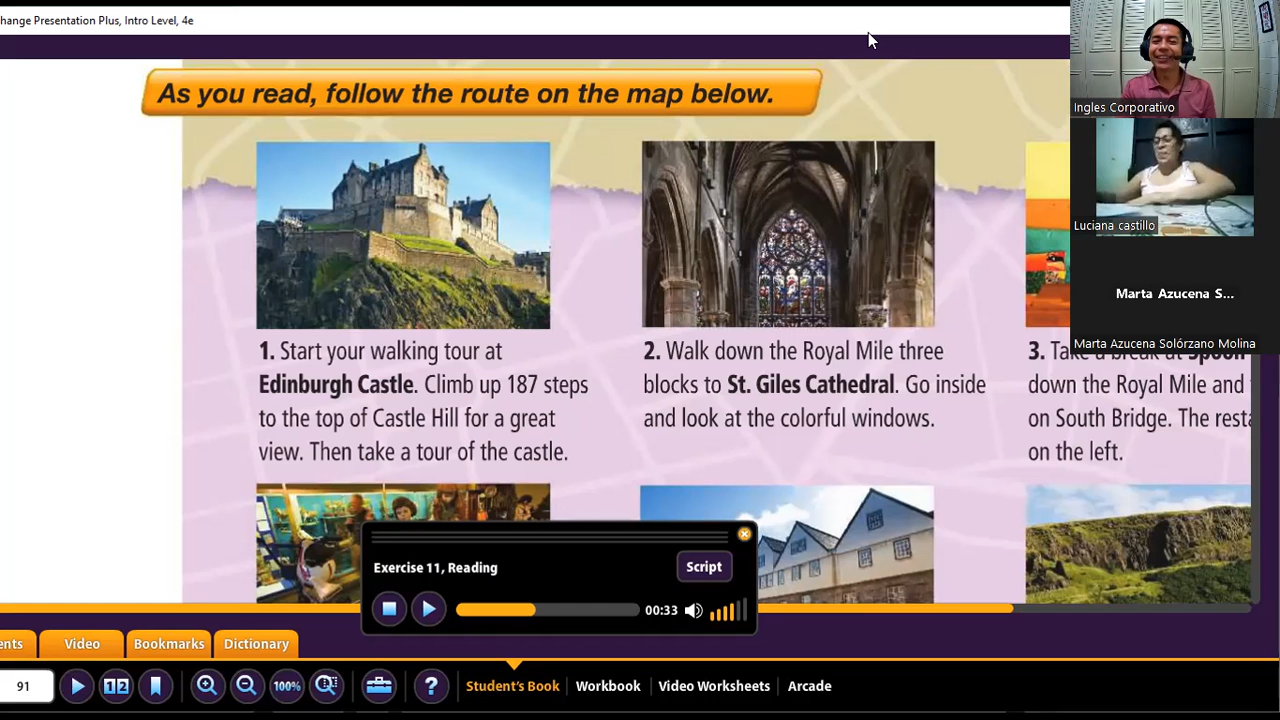 hange Presentation Plus, Intro Level, 4e
As you read, follow the route on the map below.
Ingles Corporativo
Luciana castillo
Marta Azucena S...
Marta Azucena Solórzano Molina
1. Start your walking tour at
Edinburgh Castle. Climb up 187 steps
to the top of Castle Hill for a great
view. Then take a tour of the castle.
2. Walk down the Royal Mile three
blocks to St. Giles Cathedral. Go inside
and look at the colorful windows.
3. Take a break at Spoon
down the Royal Mile and
on South Bridge. The resta
on the left.
Exercise 11, Reading
Script
00:33
ents
Video
Bookmarks
Dictionary
91
12
100%
?
Student's Book
Workbook
Video Worksheets
Arcade